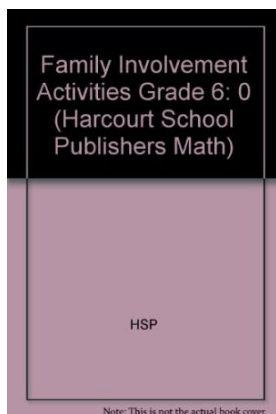 Family Involvement
Activities Grade 6: 0
(Harcourt School
Publishers Math)
HSP
Note: This is not the actual book cover